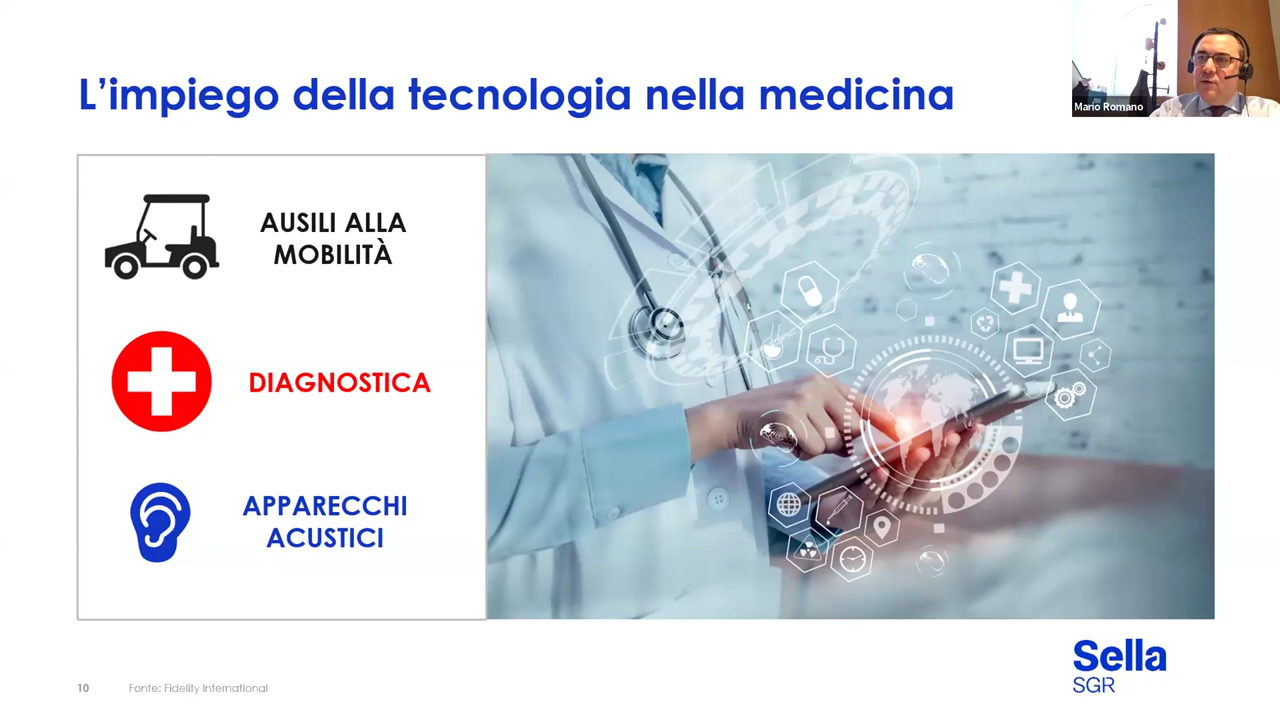 L'impiego della tecnologia nella medicina
Mario Romano
AUSILI ALLA
MOBILITÀ
DIAGNOSTICA
APPARECCHI
ACUSTICI
Sella
SGR
10
Fonte: Fidelity International